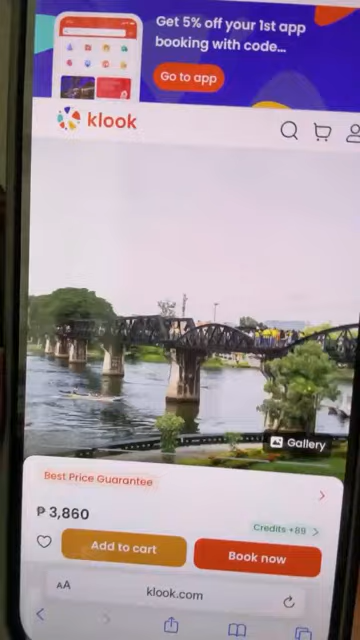 Get 5% off your 1st app
booking with code...
Go to app
klook
Gallery
Best Price Guarantee
₱ 3,860
Credits +89
Add to cart
Book now
AA
klook.com